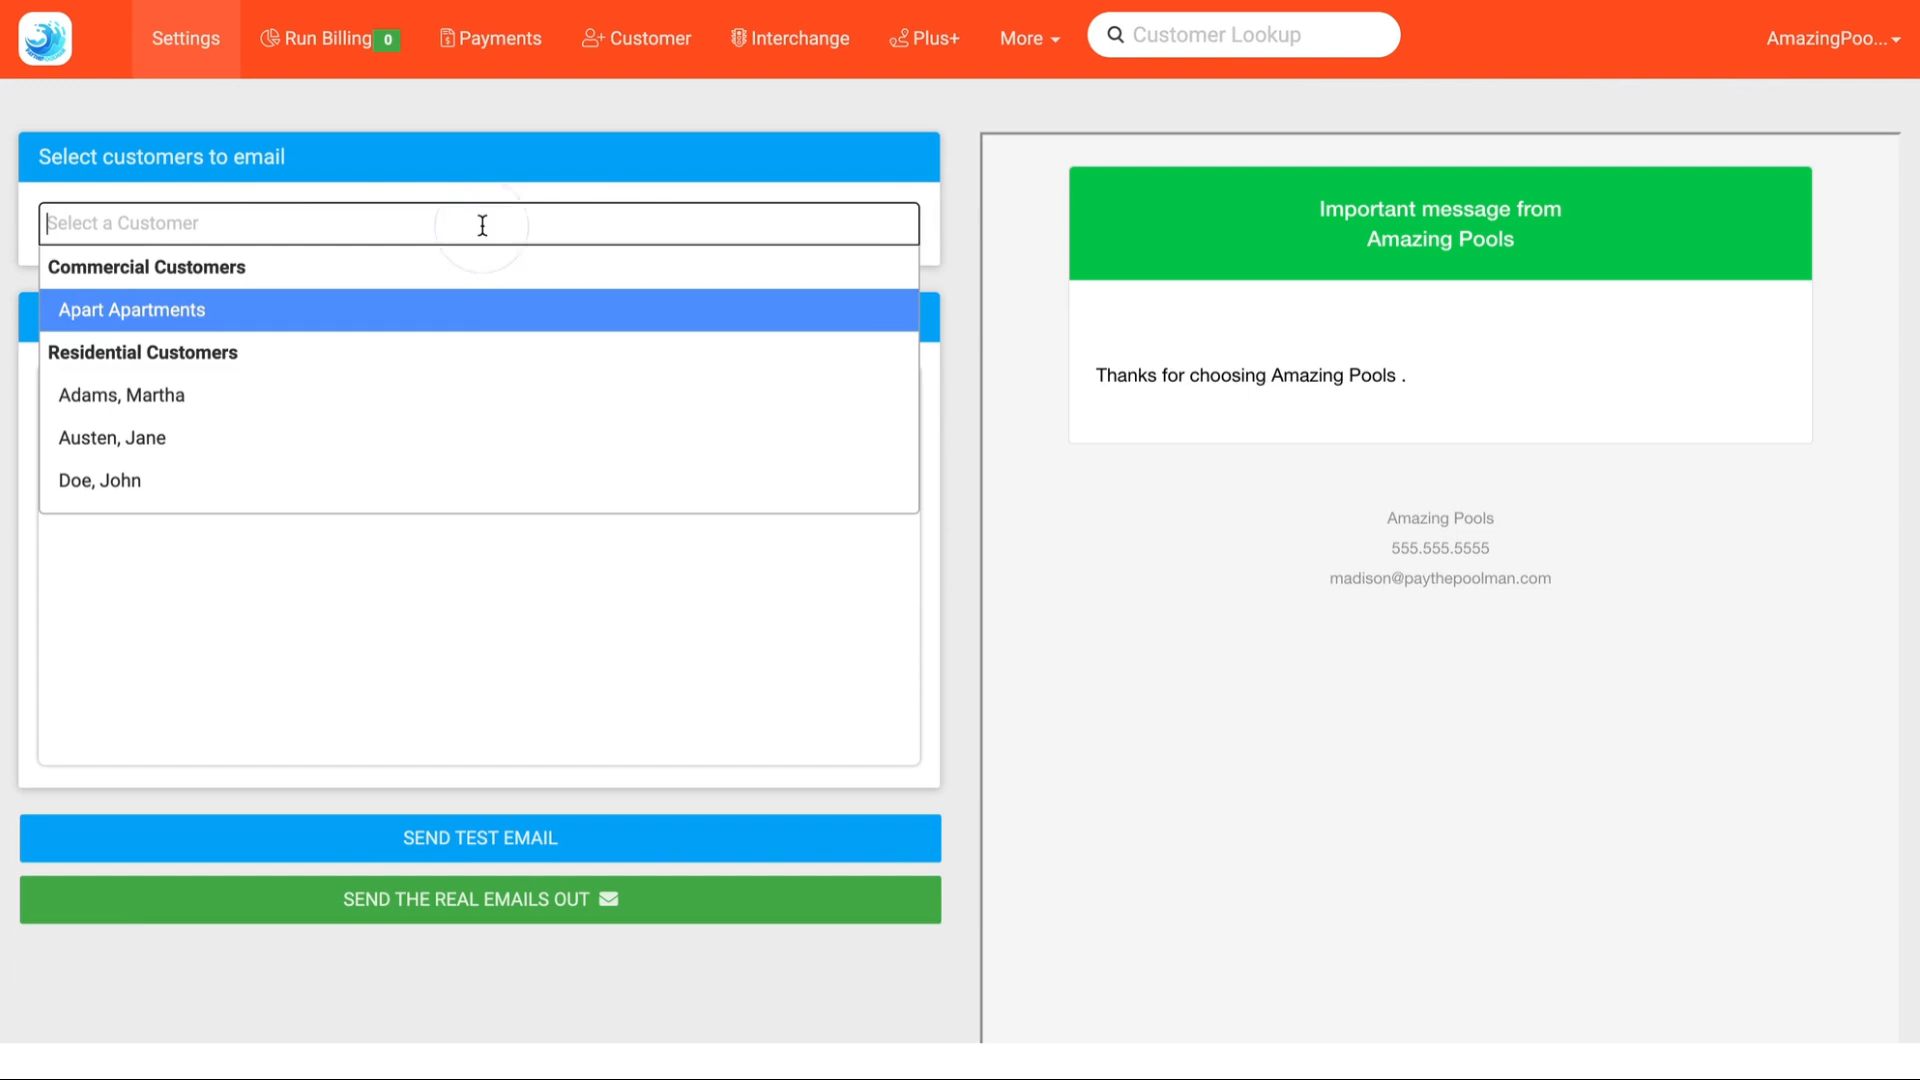 Settings
Run Billing 0
Payments
Customer
Interchange
Plus+
More
Customer Lookup
AmazingPoo...
Select customers to email
Select a Customer
Commercial Customers
Apart Apartments
Residential Customers
Adams, Martha
Austen, Jane
Doe, John
SEND TEST EMAIL
SEND THE REAL EMAILS OUT
Important message from
Amazing Pools
Thanks for choosing Amazing Pools .
Amazing Pools
555.555.5555
madison@paythepoolman.com